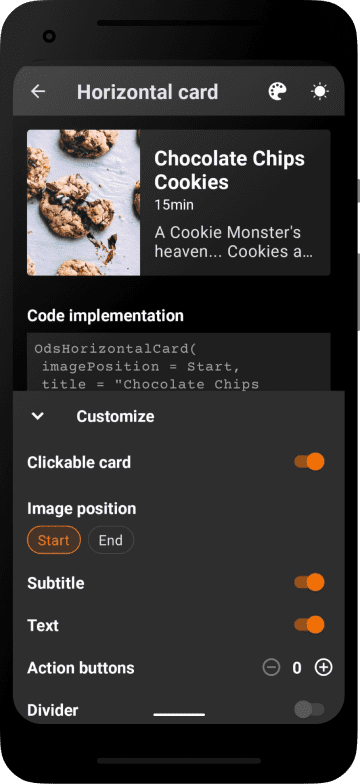 Horizontal card
Chocolate Chips
Cookies
15min
A Cookie Monster's
heaven... Cookies a...
Code implementation
OdsHorizontalCard(
imagePosition = Start,
title = "Chocolate Chips
Customize
Clickable card
Image position
Start
End
Subtitle
Text
Action buttons
0
Divider